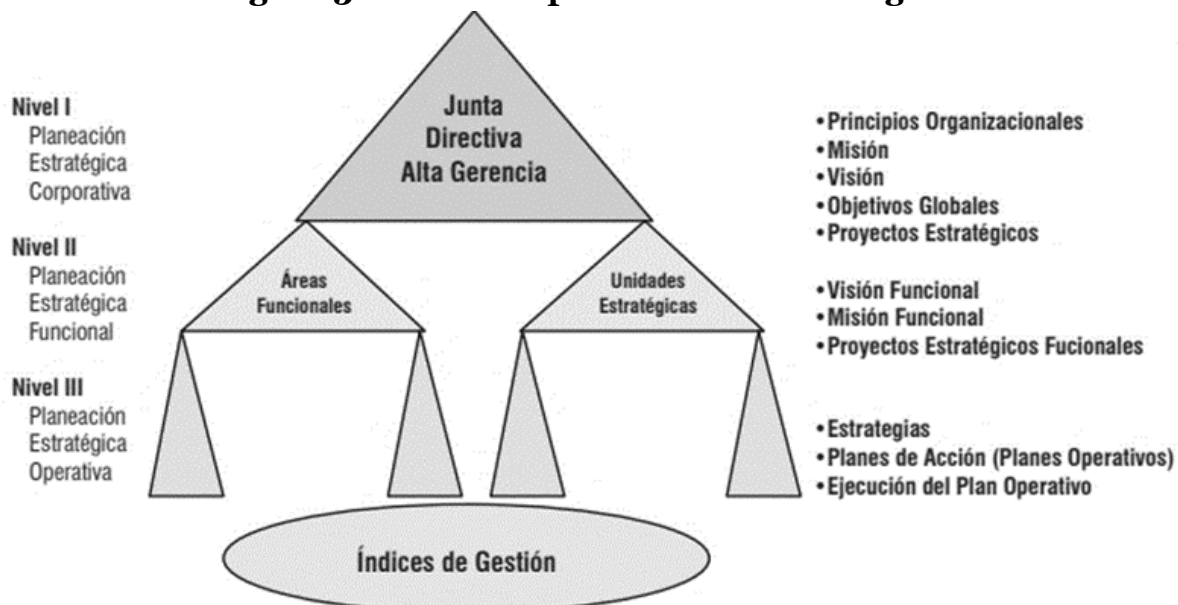 Nivel I
Planeación
Estratégica
Corporativa
Junta
Directiva
Alta Gerencia
•Principios Organizacionales
•Misión
•Visión
•Objetivos Globales
•Proyectos Estratégicos
Nivel II
Planeación
Estratégica
Funcional
Áreas
Funcionales
Unidades
Estratégicas
•Visión Funcional
•Misión Funcional
•Proyectos Estratégicos Fucionales
Nivel III
Planeación
Estratégica
Operativa
•Estrategias
•Planes de Acción (Planes Operativos)
•Ejecución del Plan Operativo
Índices de Gestión